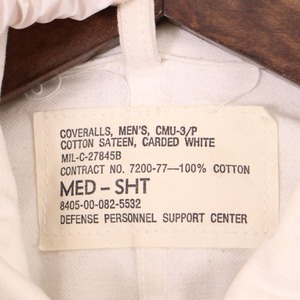 COVERALLS, MEN'S, CMU-3/P
COTTON SATEEN, CARDED WHITE
MIL-C-27845B
CONTRACT NO. 7200-77—100% COTTON
MED - SHT
8405-00-082-5532
DEFENSE PERSONNEL SUPPORT CENTER